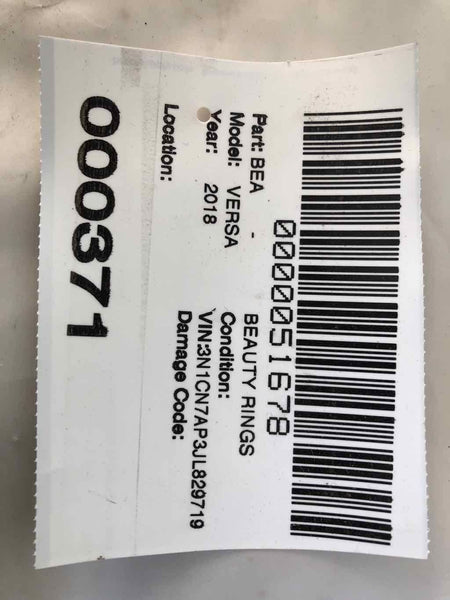 0000051678
Part: BEA - BEAUTY RINGS
Model: VERSA Condition:
Year: 2018 VIN:3N1CN7AP3JL829719
Location: Damage Code:
000371